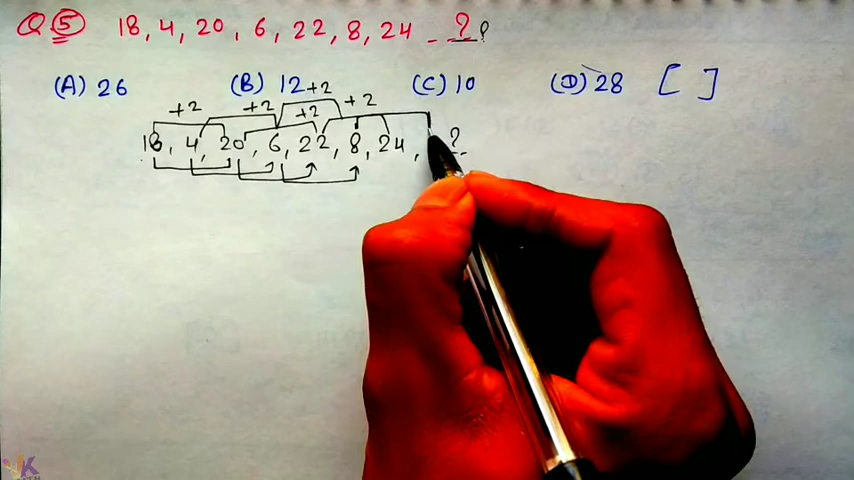 Q.5 18, 4, 20, 6, 22, 8, 24 _ ? ?
(A) 26 (B) 12 (C) 10 (D) 28 [ ]
+2 +2 +2 +2 +2
18, 4, 20, 6, 22, 8, 24, ?